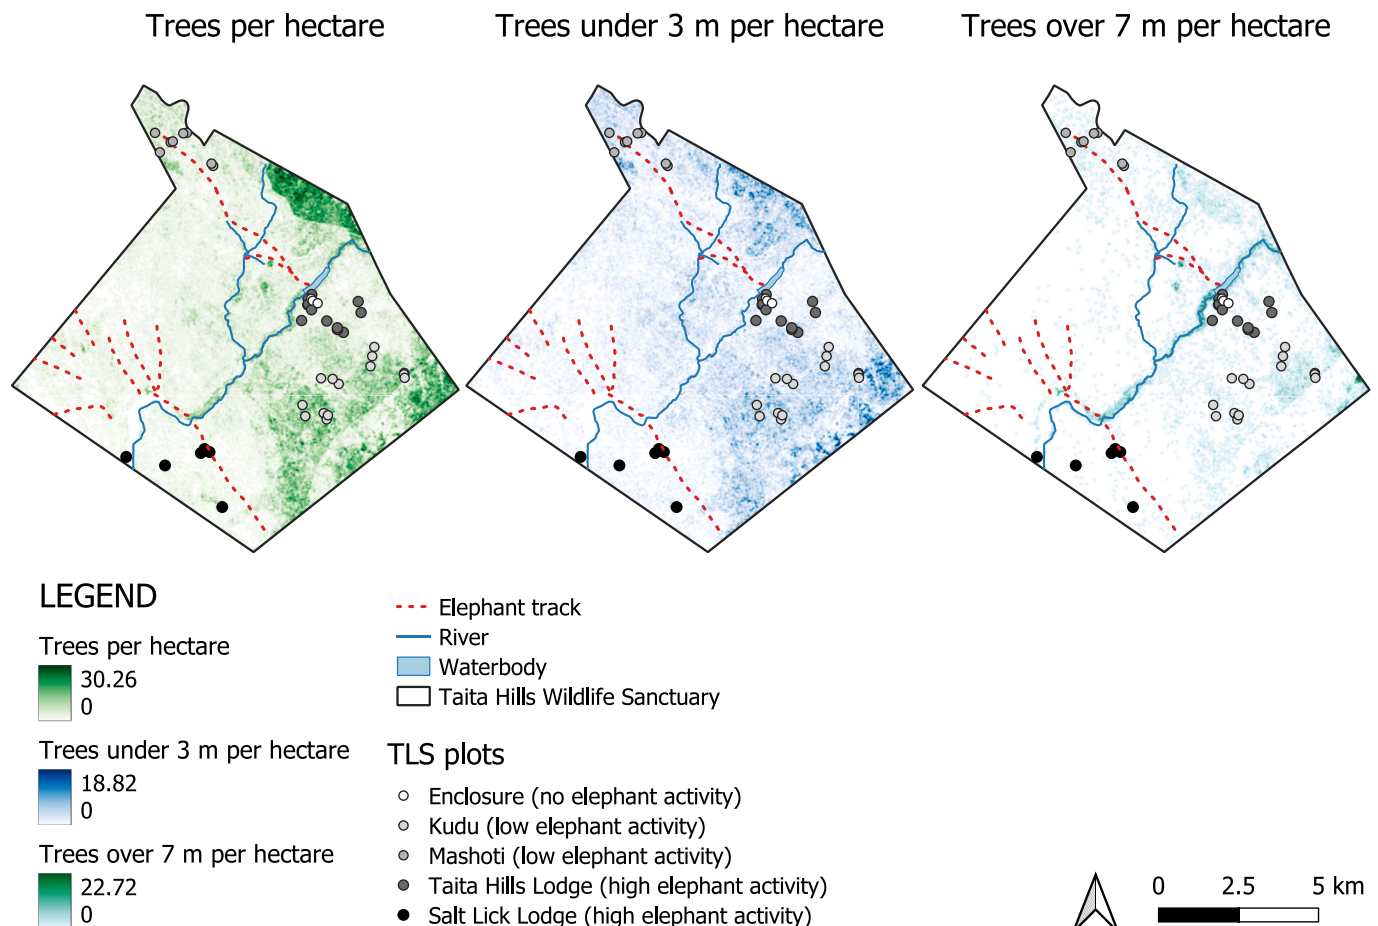 Trees per hectare
Trees under 3 m per hectare
Trees over 7 m per hectare
LEGEND
Trees per hectare
30.26
0
Trees under 3 m per hectare
18.82
0
Trees over 7 m per hectare
22.72
0
Elephant track
River
Waterbody
Taita Hills Wildlife Sanctuary
TLS plots
Enclosure (no elephant activity)
Kudu (low elephant activity)
Mashoti (low elephant activity)
Taita Hills Lodge (high elephant activity)
Salt Lick Lodge (high elephant activity)
0 2.5 5 km